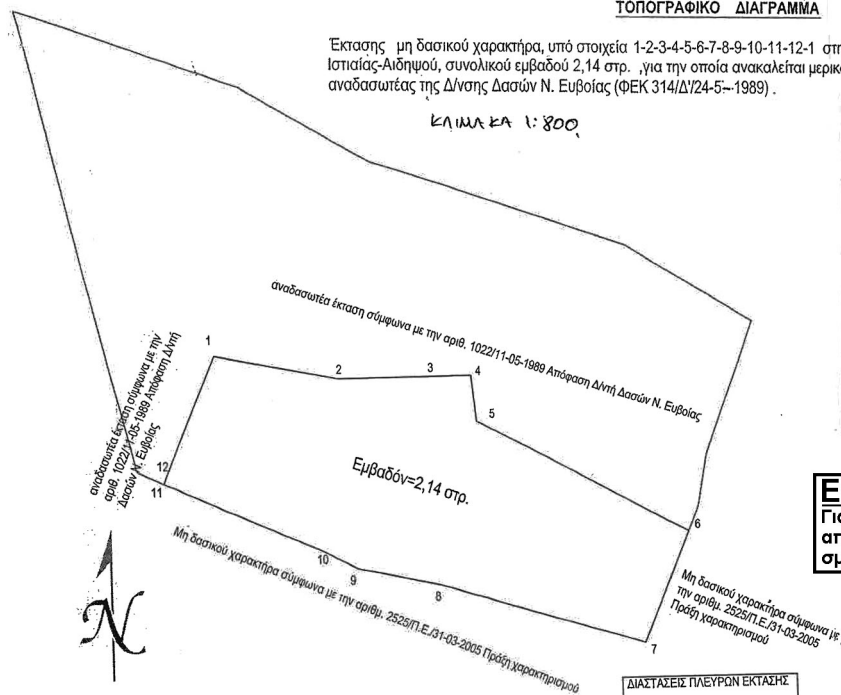 ΤΟΠΟΓΡΑΦΙΚΟ ΔΙΑΓΡΑΜΜΑ
Έκτασης μη δασικού χαρακτήρα, υπό στοιχεία 1-2-3-4-5-6-7-8-9-10-11-12-1 στη
Ιστιαίας-Αιδηψού, συνολικού εμβαδού 2,14 στρ. ,για την οποία ανακαλείται μερικ
αναδασωτέας της Δ/νσης Δασών Ν. Ευβοίας (ΦΕΚ 314/Δ'/24-5--1989) .
ΚΛΙΜΑΚΑ 1:800
αναδασωτέα έκταση σύμφωνα με την αριθ. 1022/11-05-1989 Απόφαση Δ/ντή Δασών Ν. Ευβοίας
αναδασωτέα έκταση σύμφωνα με την
αριθ. 1022/11-05-1989 Απόφαση Δ/ντή
Δασών Ν. Ευβοίας
1
2
3
4
5
6
7
8
9
10
11
12
Εμβαδόν=2,14 στρ.
Μη δασικού χαρακτήρα σύμφωνα με την αριθμ. 2525/Π.Ε./31-03-2005 Πράξη χαρακτηρισμού
Μη δασικού χαρακτήρα σύμφωνα με
την αριθμ. 2525/Π.Ε./31-03-2005
Πράξη χαρακτηρισμού
Ε
Για
απ
σμ
N
ΔΙΑΣΤΑΣΕΙΣ ΠΛΕΥΡΩΝ ΕΚΤΑΣΗΣ